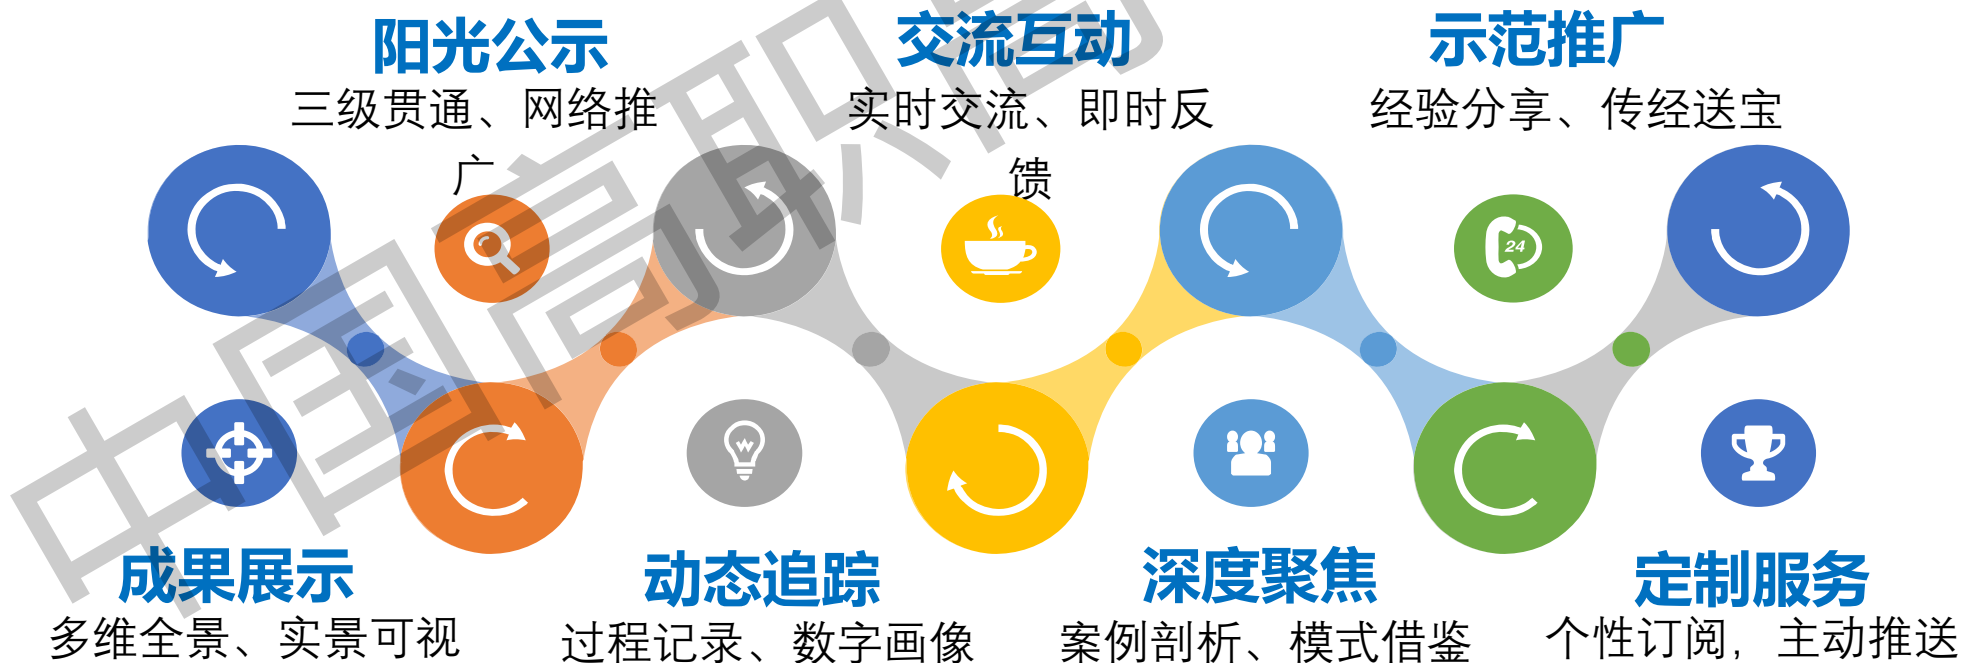 阳光公示
三级贯通、网络推
广
交流互动
实时交流、即时反
馈
示范推广
经验分享、传经送宝
24
成果展示
多维全景、实景可视
动态追踪
过程记录、数字画像
深度聚焦
案例剖析、模式借鉴
定制服务
个性订阅，主动推送
中国高职高